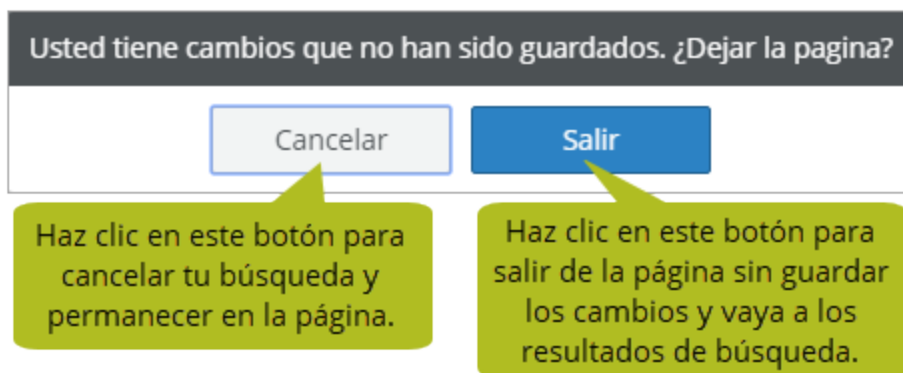 Usted tiene cambios que no han sido guardados. ¿Dejar la pagina?
Cancelar
Salir
Haz clic en este botón para
cancelar tu búsqueda y
permanecer en la página.
Haz clic en este botón para
salir de la página sin guardar
los cambios y vaya a los
resultados de búsqueda.